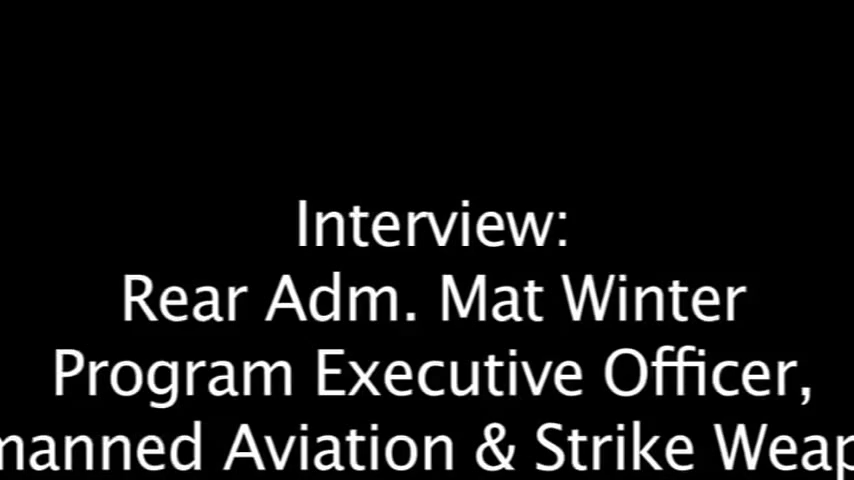 Interview:
Rear Adm. Mat Winter
Program Executive Officer,
manned Aviation & Strike Weap